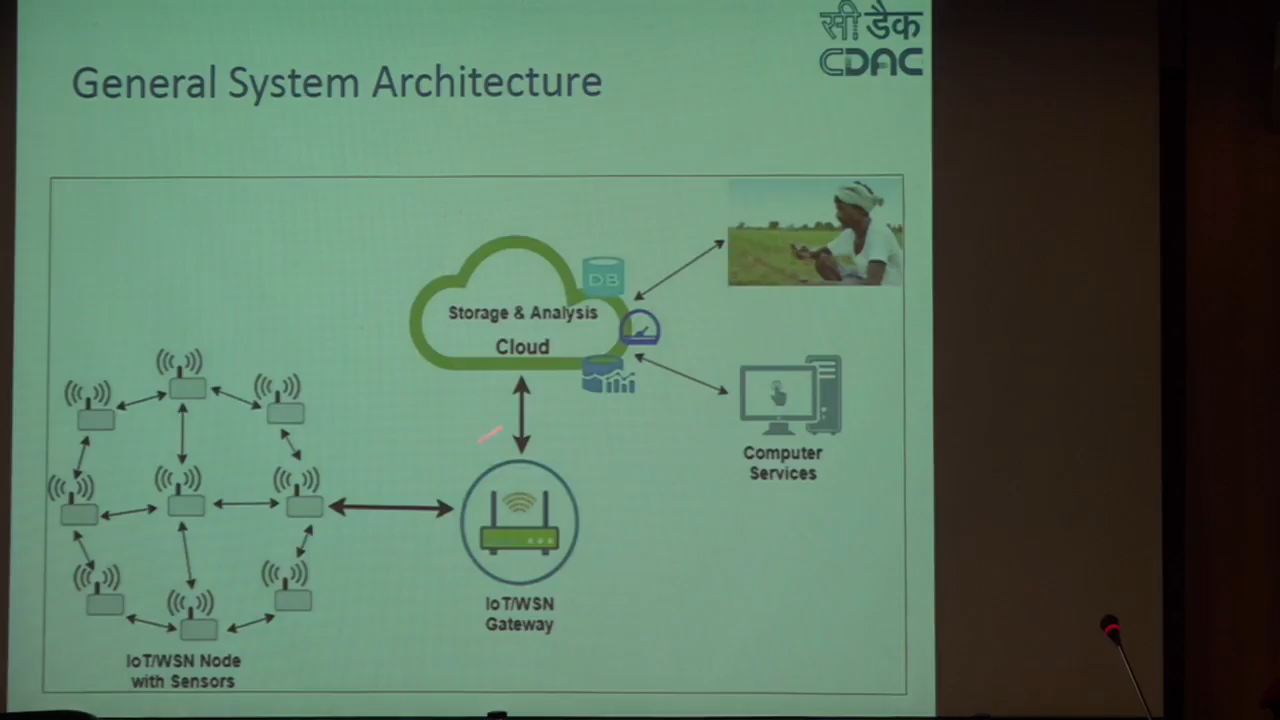 सी डैक
CDAC
General System Architecture
DB
Storage & Analysis
Cloud
Computer
Services
IoT/WSN
Gateway
IoT/WSN Node
with Sensors